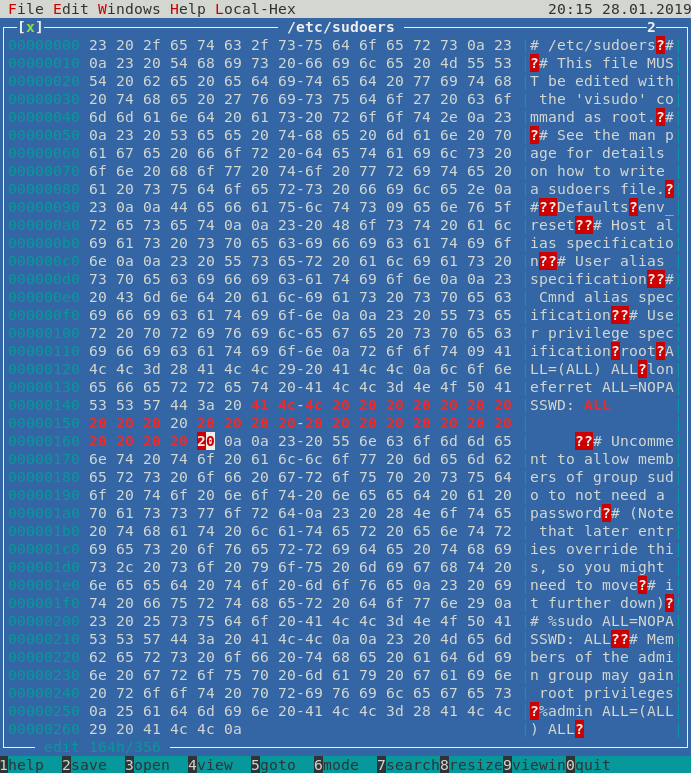 File Edit Windows Help Local-Hex 20:15 28.01.2019
[x] /etc/sudoers 2
00000000 23 20 2f 65 74 63 2f 73-75 64 6f 65 72 73 0a 23 # /etc/sudoers?#
00000010 0a 23 20 54 68 69 73 20-66 69 6c 65 20 4d 55 53 ?# This file MUS
00000020 54 20 62 65 20 65 64 69-74 65 64 20 77 69 74 68 T be edited with
00000030 20 74 68 65 20 27 76 69-73 75 64 6f 27 20 63 6f  the 'visudo' co
00000040 6d 6d 61 6e 64 20 61 73-20 72 6f 6f 74 2e 0a 23 mmand as root.?#
00000050 0a 23 20 53 65 65 20 74-68 65 20 6d 61 6e 20 70 ?# See the man p
00000060 61 67 65 20 66 6f 72 20-64 65 74 61 69 6c 73 20 age for details
00000070 6f 6e 20 68 6f 77 20 74-6f 20 77 72 69 74 65 20 on how to write
00000080 61 20 73 75 64 6f 65 72-73 20 66 69 6c 65 2e 0a a sudoers file.?
00000090 23 0a 0a 44 65 66 61 75-6c 74 73 09 65 6e 76 5f #??Defaults?env_
000000a0 72 65 73 65 74 0a 0a 23-20 48 6f 73 74 20 61 6c reset??# Host al
000000b0 69 61 73 20 73 70 65 63-69 66 69 63 61 74 69 6f ias specificatio
000000c0 6e 0a 0a 23 20 55 73 65-72 20 61 6c 69 61 73 20 n??# User alias
000000d0 73 70 65 63 69 66 69 63-61 74 69 6f 6e 0a 0a 23 specification??#
000000e0 20 43 6d 6e 64 20 61 6c-69 61 73 20 73 70 65 63  Cmnd alias spec
000000f0 69 66 69 63 61 74 69 6f-6e 0a 0a 23 20 55 73 65 ification??# Use
00000100 72 20 70 72 69 76 69 6c-65 67 65 20 73 70 65 63 r privilege spec
00000110 69 66 69 63 61 74 69 6f-6e 0a 72 6f 6f 74 09 41 ification?root?A
00000120 4c 4c 3d 28 41 4c 4c 29-20 41 4c 4c 0a 6c 6f 6e LL=(ALL) ALL?lon
00000130 65 66 65 72 72 65 74 20-41 4c 4c 3d 4e 4f 50 41 eferret ALL=NOPA
00000140 53 53 57 44 3a 20 41 4c-4c 20 20 20 20 20 20 20 SSWD: ALL
00000150 20 20 20 20 20 20 20 20-20 20 20 20 20 20 20 20
00000160 20 20 20 20 20 0a 0a 23-20 55 6e 63 6f 6d 6d 65      ??# Uncomme
00000170 6e 74 20 74 6f 20 61 6c-6c 6f 77 20 6d 65 6d 62 nt to allow memb
00000180 65 72 73 20 6f 66 20 67-72 6f 75 70 20 73 75 64 ers of group sud
00000190 6f 20 74 6f 20 6e 6f 74-20 6e 65 65 64 20 61 20 o to not need a
000001a0 70 61 73 73 77 6f 72 64-0a 23 20 28 4e 6f 74 65 password?# (Note
000001b0 20 74 68 61 74 20 6c 61-74 65 72 20 65 6e 74 72  that later entr
000001c0 69 65 73 20 6f 76 65 72-72 69 64 65 20 74 68 69 ies override thi
000001d0 73 2c 20 73 6f 20 79 6f-75 20 6d 69 67 68 74 20 s, so you might
000001e0 6e 65 65 64 20 74 6f 20-6d 6f 76 65 0a 23 20 69 need to move?# i
000001f0 74 20 66 75 72 74 68 65-72 20 64 6f 77 6e 29 0a t further down)?
00000200 23 20 25 73 75 64 6f 20-41 4c 4c 3d 4e 4f 50 41 # %sudo ALL=NOPA
00000210 53 53 57 44 3a 20 41 4c-4c 0a 0a 23 20 4d 65 6d SSWD: ALL??# Mem
00000220 62 65 72 73 20 6f 66 20-74 68 65 20 61 64 6d 69 bers of the admi
00000230 6e 20 67 72 6f 75 70 20-6d 61 79 20 67 61 69 6e n group may gain
00000240 20 72 6f 6f 74 20 70 72-69 76 69 6c 65 67 65 73  root privileges
00000250 0a 25 61 64 6d 69 6e 20-41 4c 4c 3d 28 41 4c 4c ?%admin ALL=(ALL
00000260 29 20 41 4c 4c 0a ) ALL?
edit 164h/356
1help 2save 3open 4view 5goto 6mode 7search8resize9viewin0quit